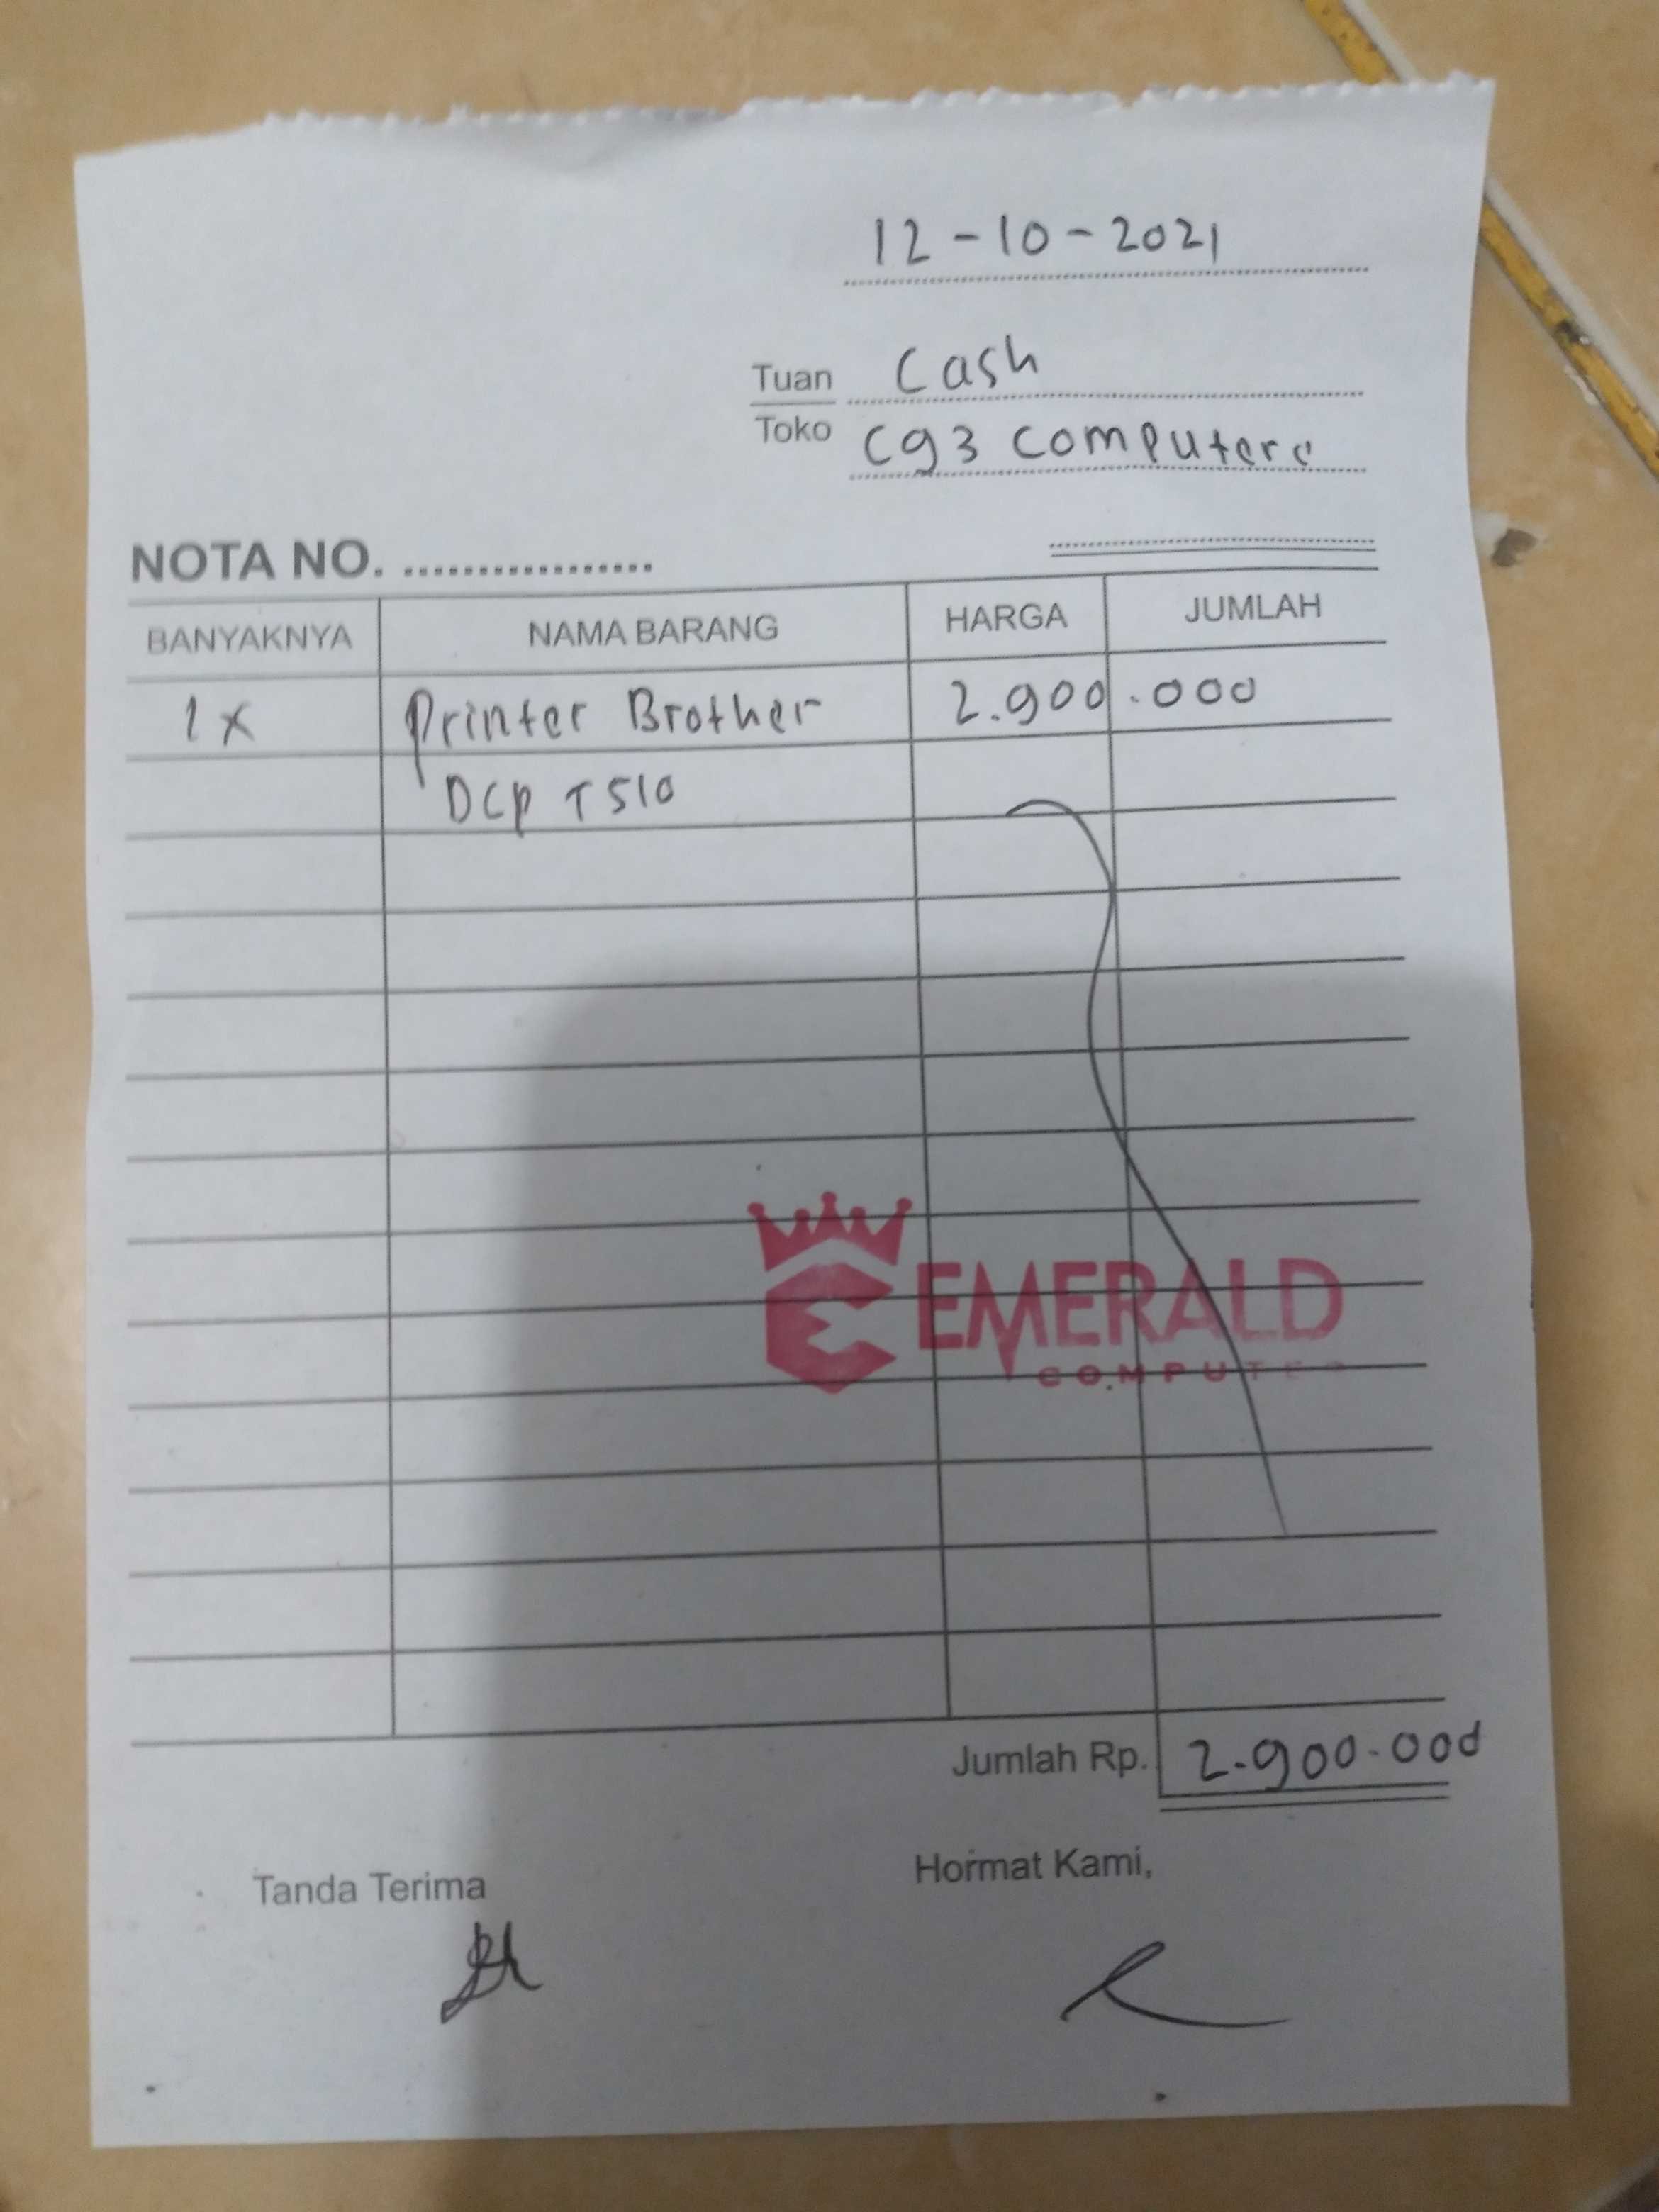 12-10-2021
Tuan Cash
Toko Cg3 Computers
NOTA NO. .................
BANYAKNYA NAMA BARANG HARGA JUMLAH
1x Printer Brother 2.900.000
DCP T510
EMERALD
COMPUTER
Jumlah Rp. 2.900.000
Tanda Terima Hormat Kami,